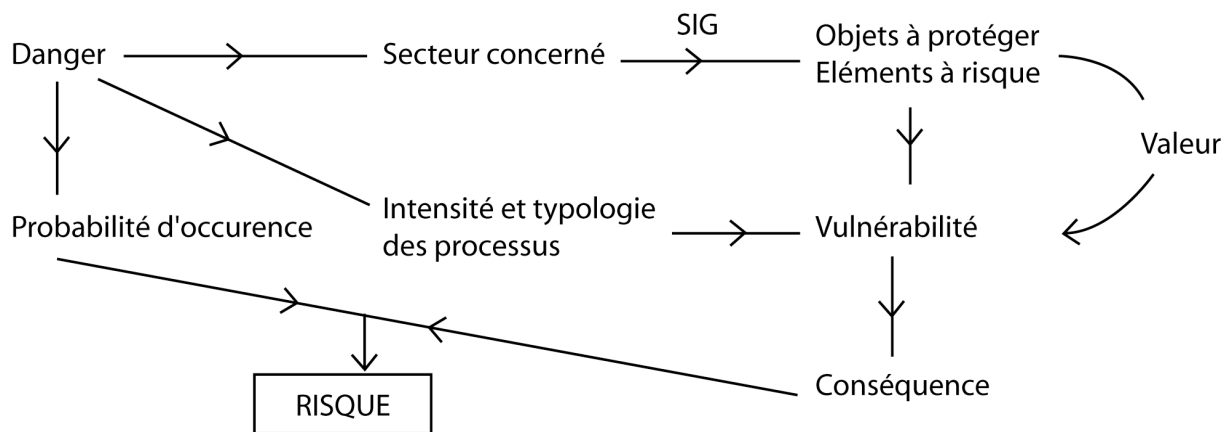 SIG
Danger
Secteur concerné
Objets à protéger
Eléments à risque
Valeur
Probabilité d'occurence
Intensité et typologie
des processus
Vulnérabilité
Conséquence
RISQUE